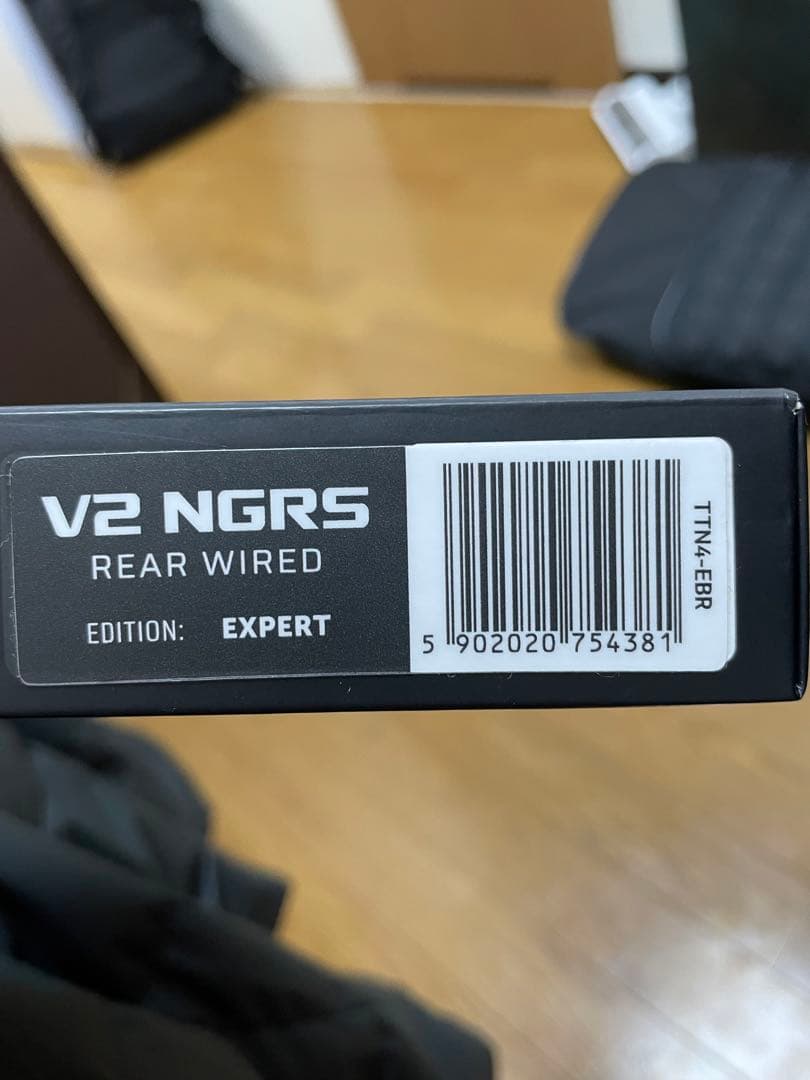 V2 NGRS
REAR WIRED
EDITION: EXPERT
5 902020 754381
TTN4-EBR